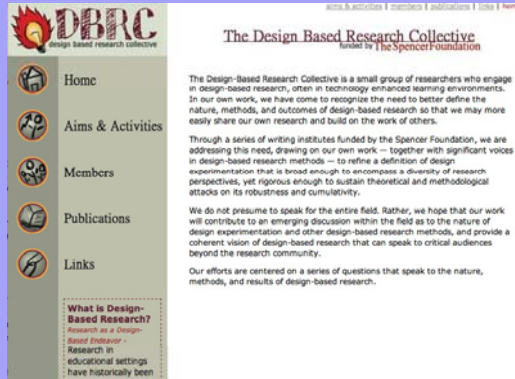 aims & activities | members | publications | links | home
DBRC
design based research collective
The Design Based Research Collective
funded by The Spencer Foundation
Home
Aims & Activities
Members
Publications
Links
What is Design-
Based Research?
Research as a Design-
Based Endeavor -
Research in
educational settings
have historically been
The Design-Based Research Collective is a small group of researchers who engage
in design-based research, often in technology enhanced learning environments.
In our own work, we have come to recognize the need to better define the
nature, methods, and outcomes of design-based research so that we may more
easily share our own research and build on the work of others.
Through a series of writing institutes funded by the Spencer Foundation, we are
addressing this need, drawing on our own work — together with significant voices
in design-based research methods — to refine a definition of design
experimentation that is broad enough to encompass a diversity of research
perspectives, yet rigorous enough to sustain theoretical and methodological
attacks on its robustness and cumulativity.
We do not presume to speak for the entire field. Rather, we hope that our work
will contribute to an emerging discussion within the field as to the nature of
design experimentation and other design-based research methods, and provide a
coherent vision of design-based research that can speak to critical audiences
beyond the research community.
Our efforts are centered on a series of questions that speak to the nature,
methods, and results of design-based research.